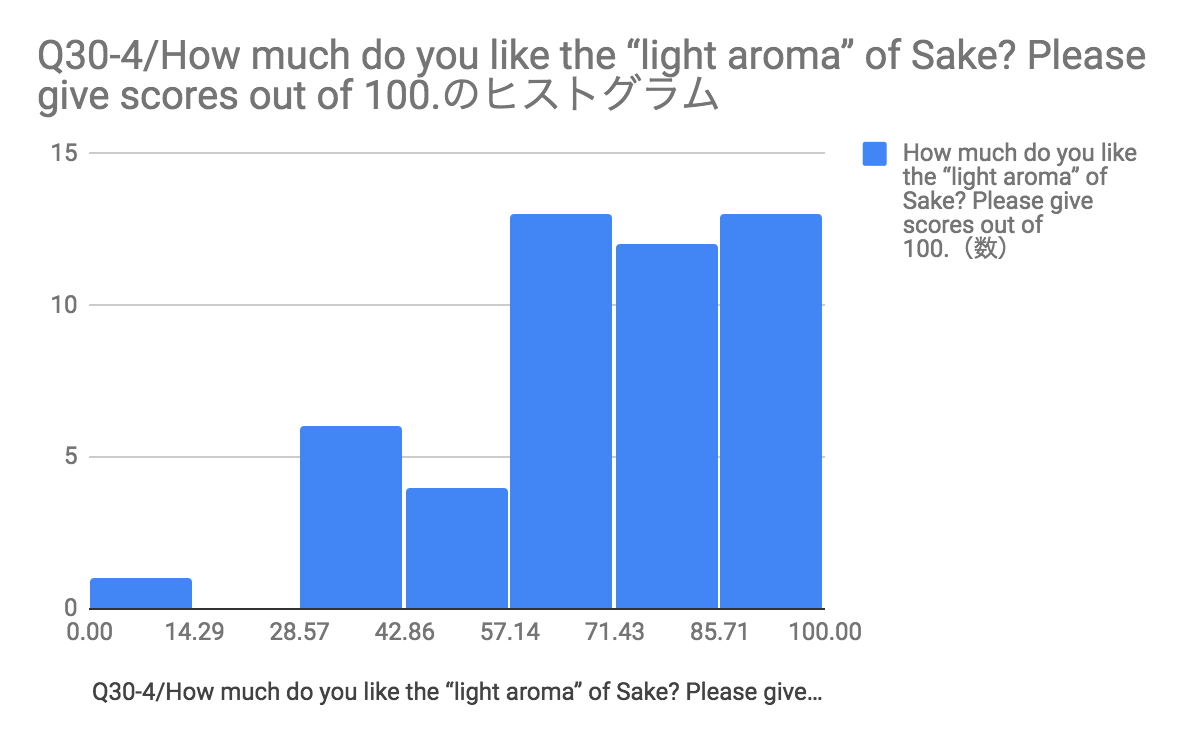 Q30-4/How much do you like the “light aroma” of Sake? Please
give scores out of 100.のヒストグラム
15
10
5
0
How much do you like
the “light aroma” of
Sake? Please give
scores out of
100.（数）
0.00 14.29 28.57 42.86 57.14 71.43 85.71 100.00
Q30-4/How much do you like the “light aroma” of Sake? Please give…